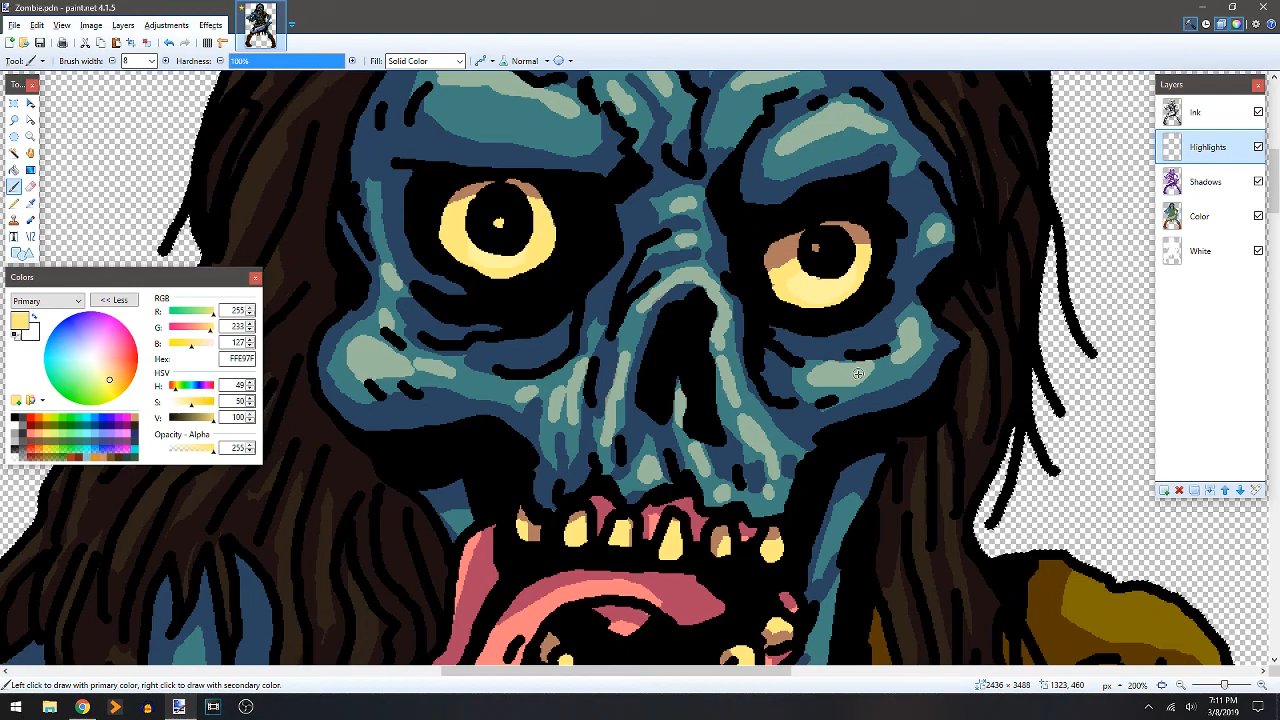 Zombie.pdn - paint.net 4.1.5
File Edit View Image Layers Adjustments Effects
Tool: Brush width: 8 Hardness: 100% Fill: Solid Color Normal
To...
Layers
Ink
Highlights
Shadows
Color
White
Colors
Primary << Less
RGB
R: 255
G: 233
B: 127
Hex: FFE97F
HSV
H: 49
S: 50
V: 100
Opacity - Alpha
255
Left click to draw with primary color, right click to draw with secondary color. 2436 × 3488 1323, 460 px 200%
7:11 PM
3/8/2019